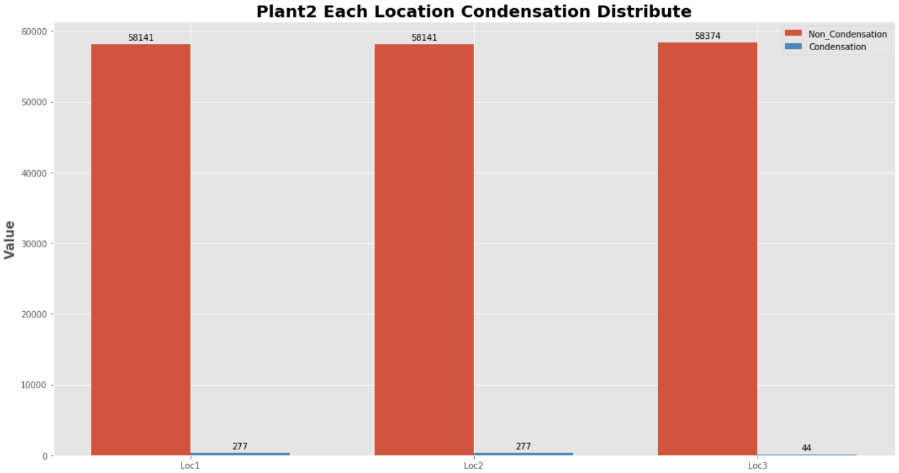 Plant2 Each Location Condensation Distribute
Non_Condensation
Condensation
Value
60000
50000
40000
30000
20000
10000
0
58141
277
58141
277
58374
44
Loc1
Loc2
Loc3